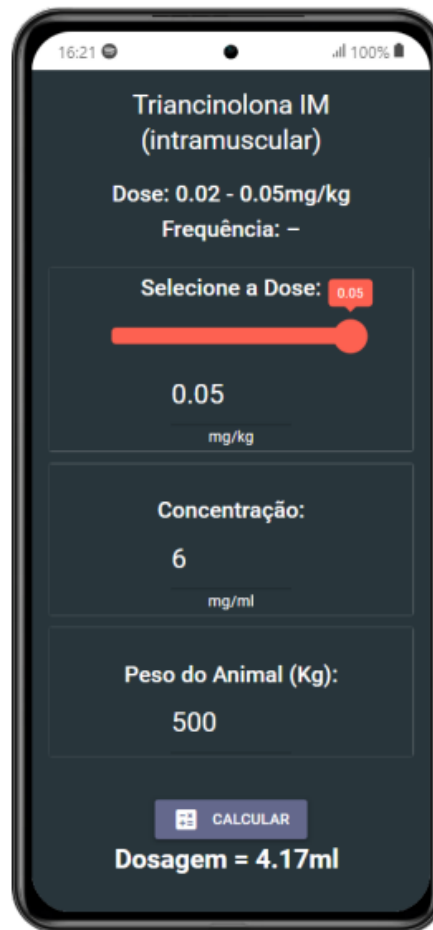 16:21
100%
Triancinolona IM
(intramuscular)
Dose: 0.02 - 0.05mg/kg
Frequência: –
Selecione a Dose:
0.05
0.05
mg/kg
Concentração:
6
mg/ml
Peso do Animal (Kg):
500
CALCULAR
Dosagem = 4.17ml